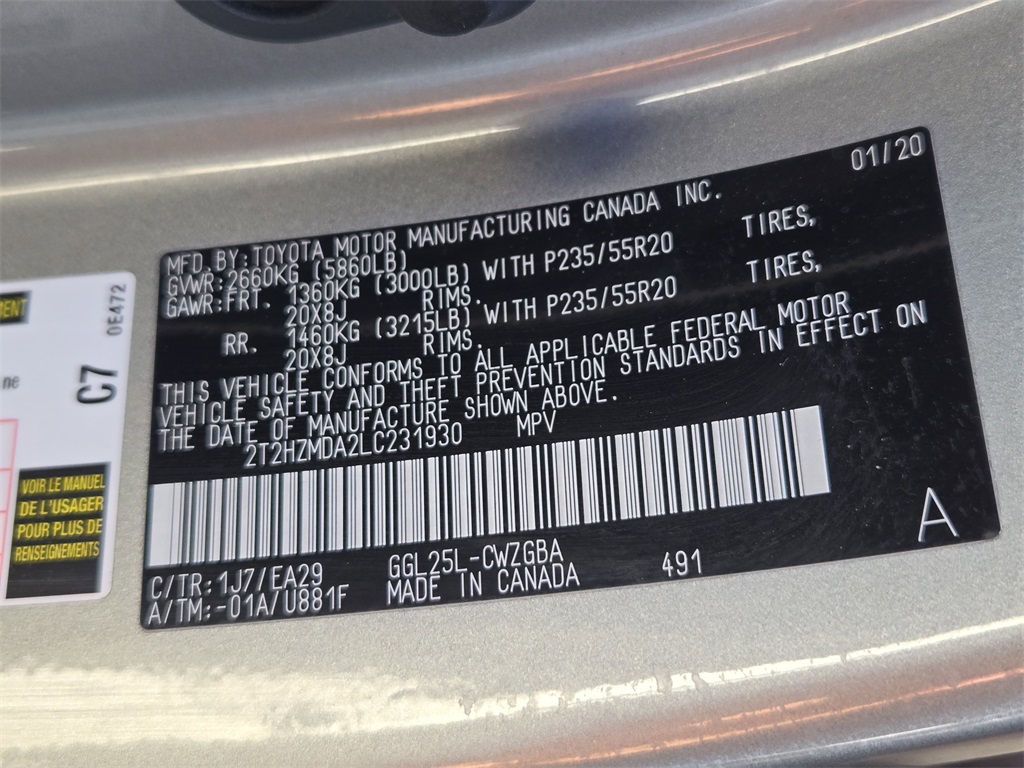 01/20
MFD. BY: TOYOTA MOTOR MANUFACTURING CANADA INC.
GVWR: 2660KG (5860LB)
GAWR: FRT. 1360KG (3000LB) WITH P235/55R20 TIRES,
20X8J RIMS.
RR. 1460KG (3215LB) WITH P235/55R20 TIRES,
20X8J RIMS.
THIS VEHICLE CONFORMS TO ALL APPLICABLE FEDERAL MOTOR
VEHICLE SAFETY AND THEFT PREVENTION STANDARDS IN EFFECT ON
THE DATE OF MANUFACTURE SHOWN ABOVE.
2T2HZMDA2LC231930 MPV
C/TR: 1J7/EA29 GGL25L-CWZGBA 491
A/TM: -01A/U881F MADE IN CANADA
A
C7
0E472
ne
VOIR LE MANUEL
DE L'USAGER
POUR PLUS DE
RENSEIGNEMENTS